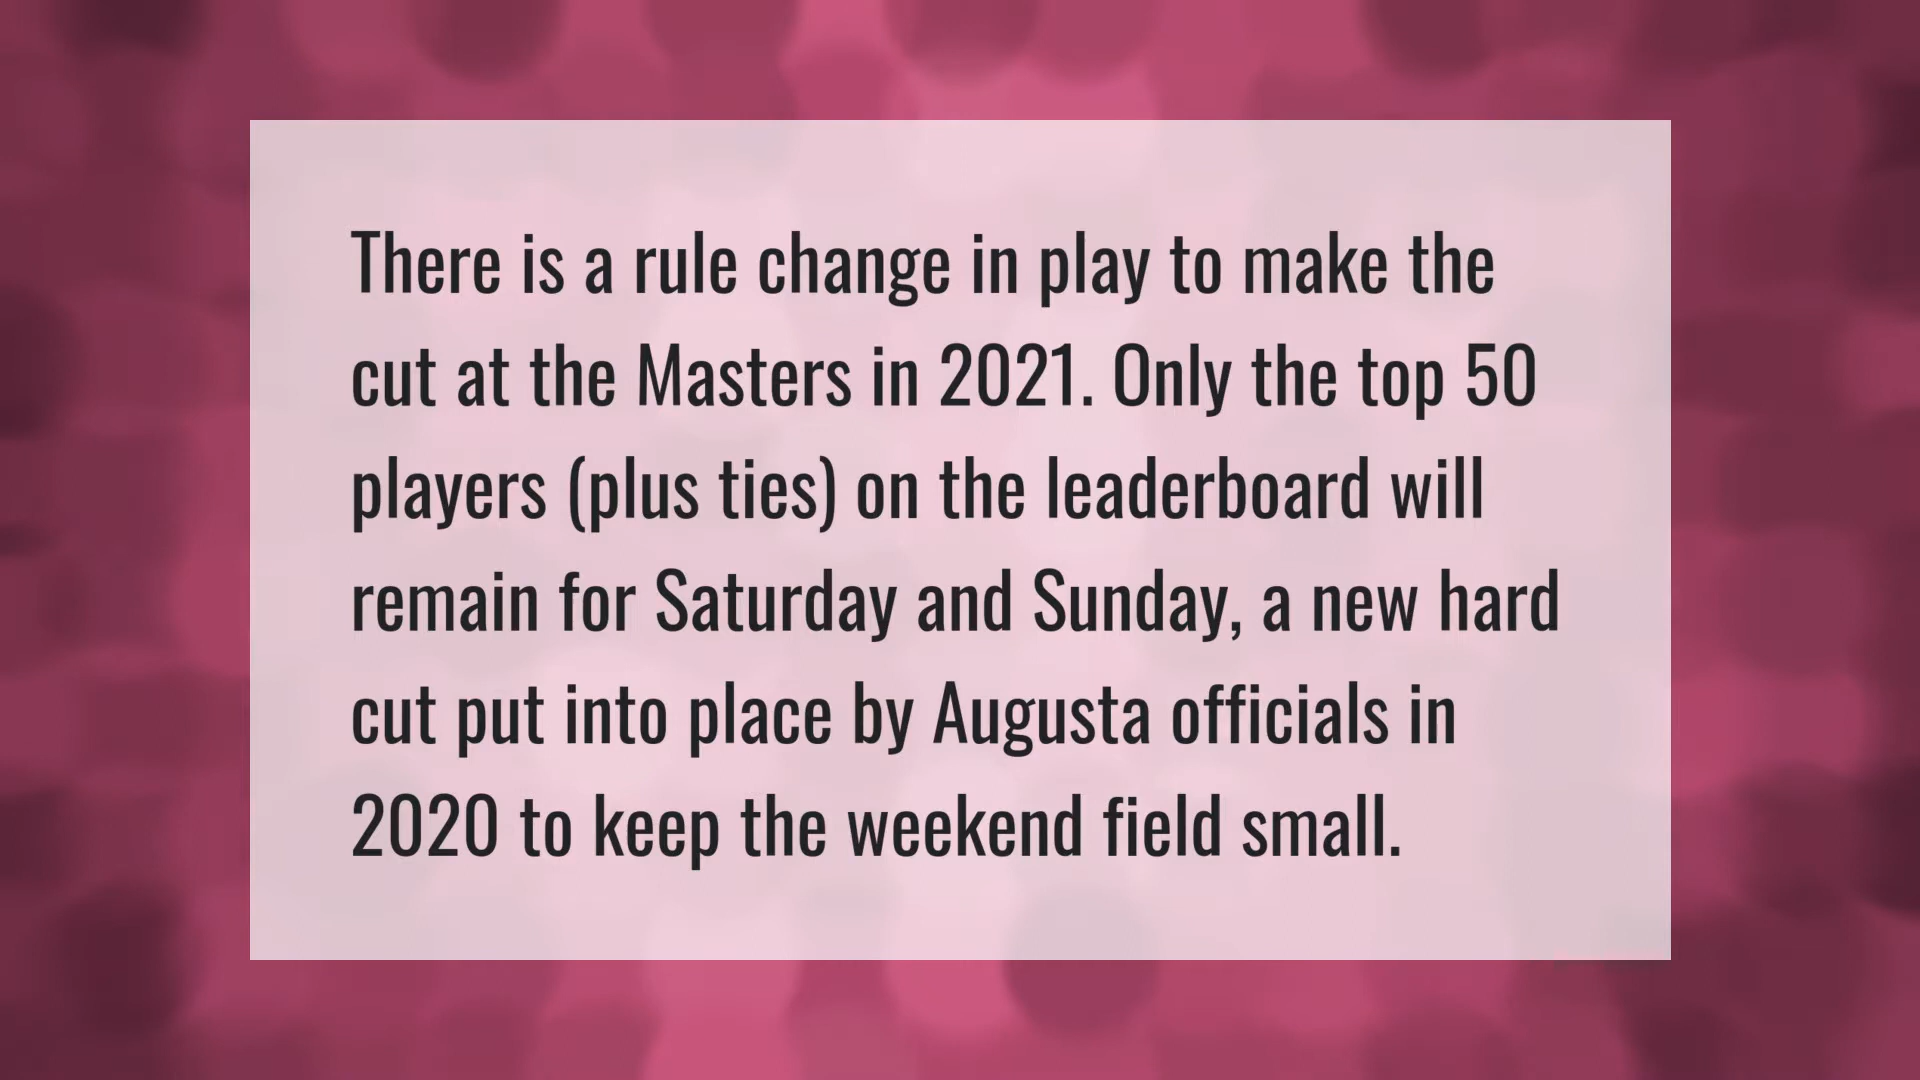 There is a rule change in play to make the
cut at the Masters in 2021. Only the top 50
players (plus ties) on the leaderboard will
remain for Saturday and Sunday, a new hard
cut put into place by Augusta officials in
2020 to keep the weekend field small.